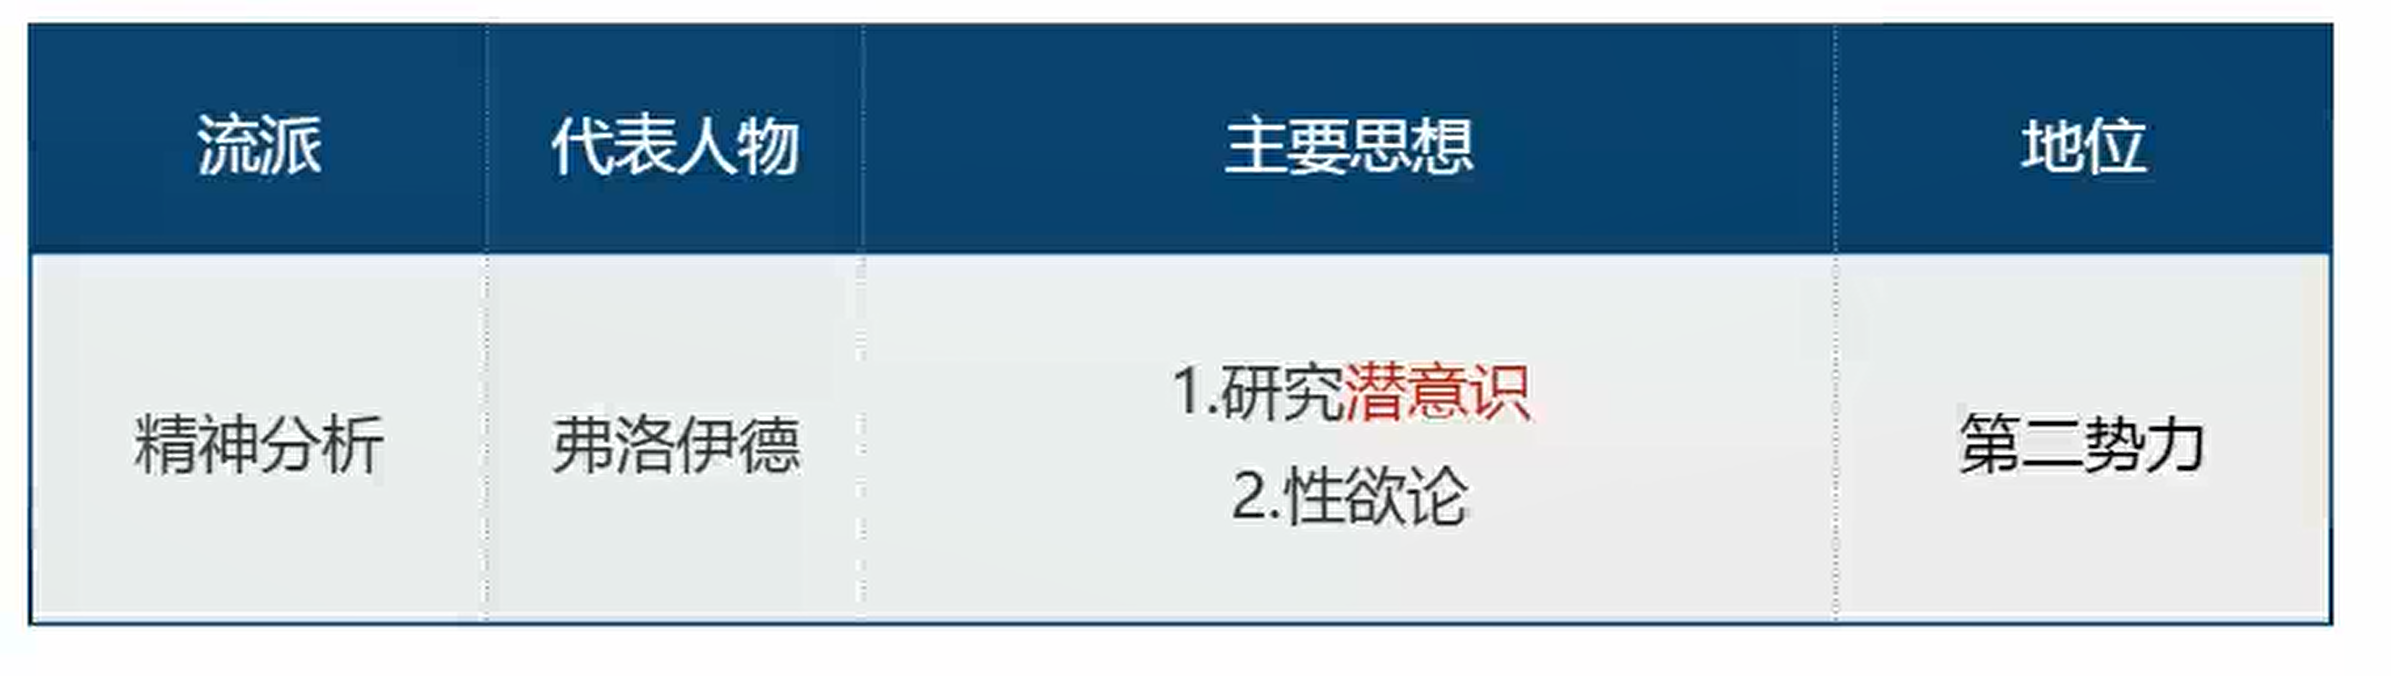 流派 代表人物 主要思想 地位
1.研究潜意识
精神分析 弗洛伊德 第二势力
2.性欲论